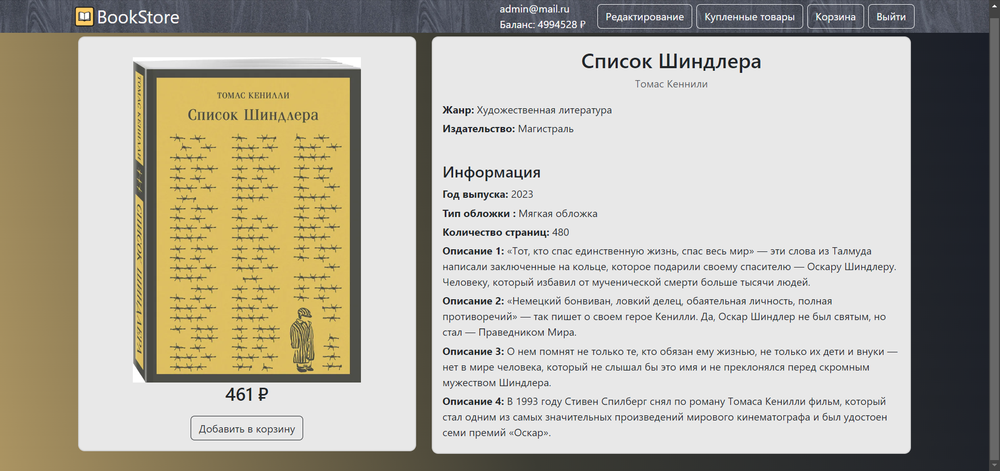 BookStore
admin@mail.ru
Баланс: 4994528 ₽
Редактирование
Купленные товары
Корзина
Выйти
ТОМАС КЕНИЛЛИ
СПИСОК ШИНДЛЕРА
ТОМАС КЕНИЛЛИ
Список Шиндлера
461 ₽
Добавить в корзину
Список Шиндлера
Томас Кеннили
Жанр: Художественная литература
Издательство: Магистраль
Информация
Год выпуска: 2023
Тип обложки : Мягкая обложка
Количество страниц: 480
Описание 1: «Тот, кто спас единственную жизнь, спас весь мир» — эти слова из Талмуда
написали заключенные на кольце, которое подарили своему спасителю — Оскару Шиндлеру.
Человеку, который избавил от мученической смерти больше тысячи людей.
Описание 2: «Немецкий бонвиван, ловкий делец, обаятельная личность, полная
противоречий» — так пишет о своем герое Кенилли. Да, Оскар Шиндлер не был святым, но
стал — Праведником Мира.
Описание 3: О нем помнят не только те, кто обязан ему жизнью, не только их дети и внуки —
нет в мире человека, который не слышал бы это имя и не преклонялся перед скромным
мужеством Шиндлера.
Описание 4: В 1993 году Стивен Спилберг снял по роману Томаса Кенилли фильм, который
стал одним из самых значительных произведений мирового кинематографа и был удостоен
семи премий «Оскар».